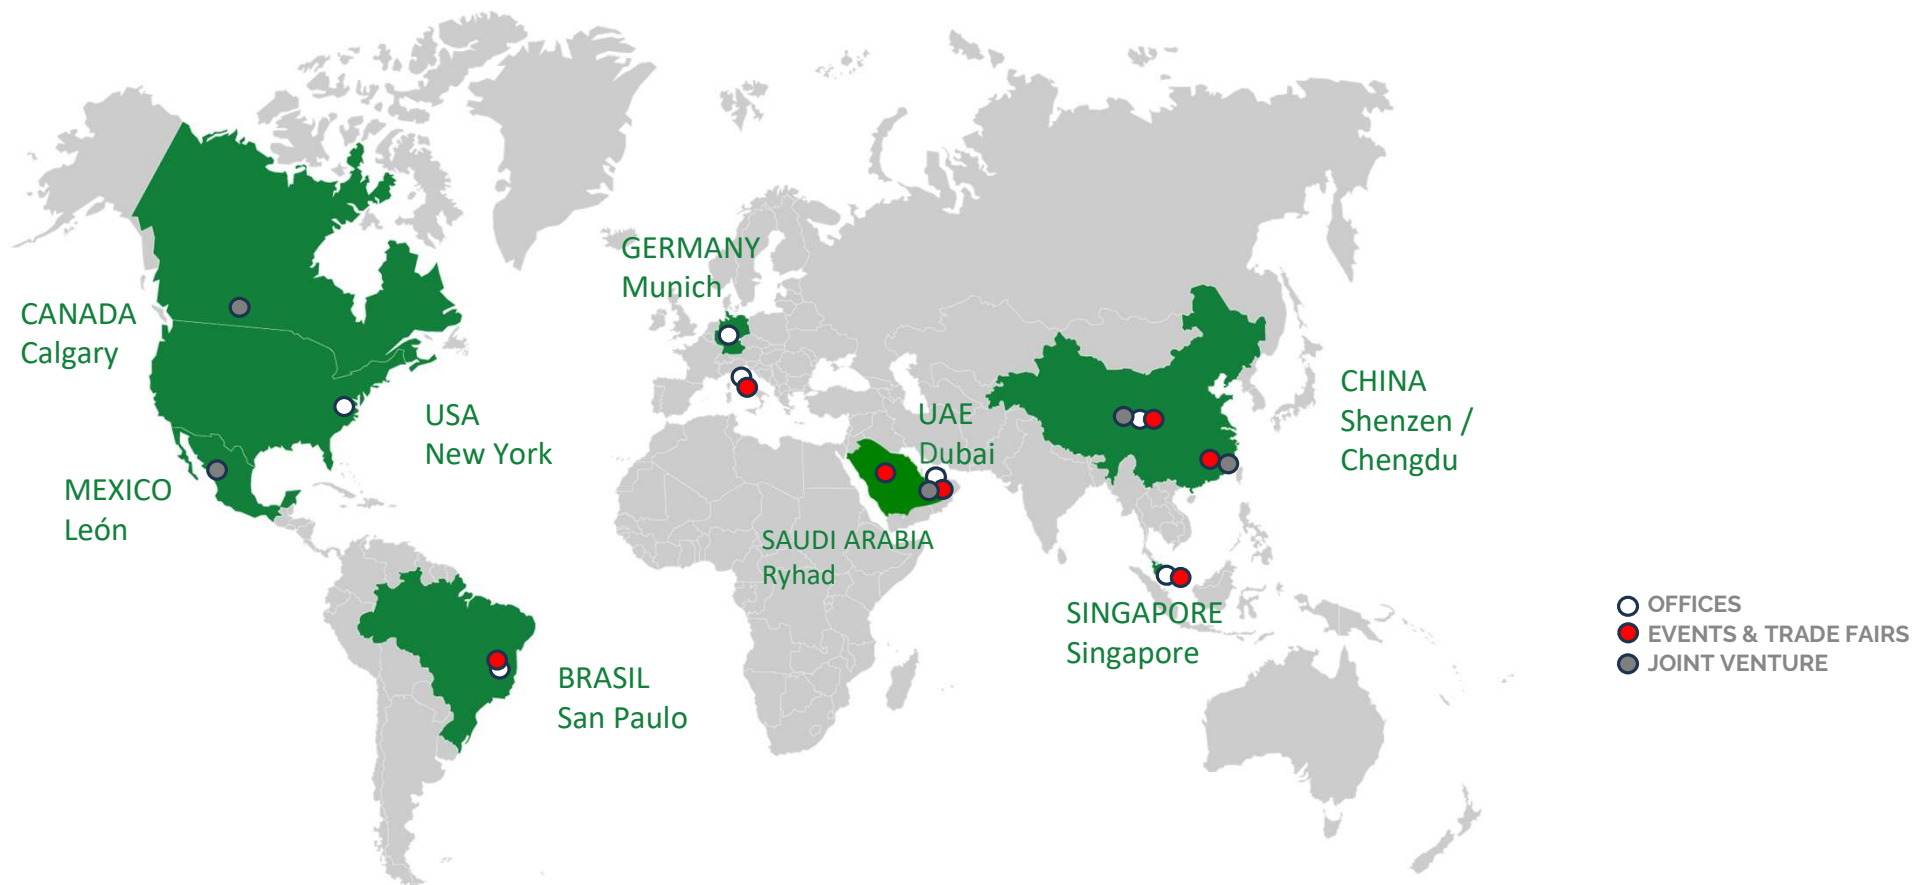 GERMANY
Munich
CANADA
Calgary
USA
New York
UAE
Dubai
CHINA
Shenzen /
Chengdu
MEXICO
León
SAUDI ARABIA
Ryhad
SINGAPORE
Singapore
BRASIL
San Paulo
OFFICES
EVENTS & TRADE FAIRS
JOINT VENTURE